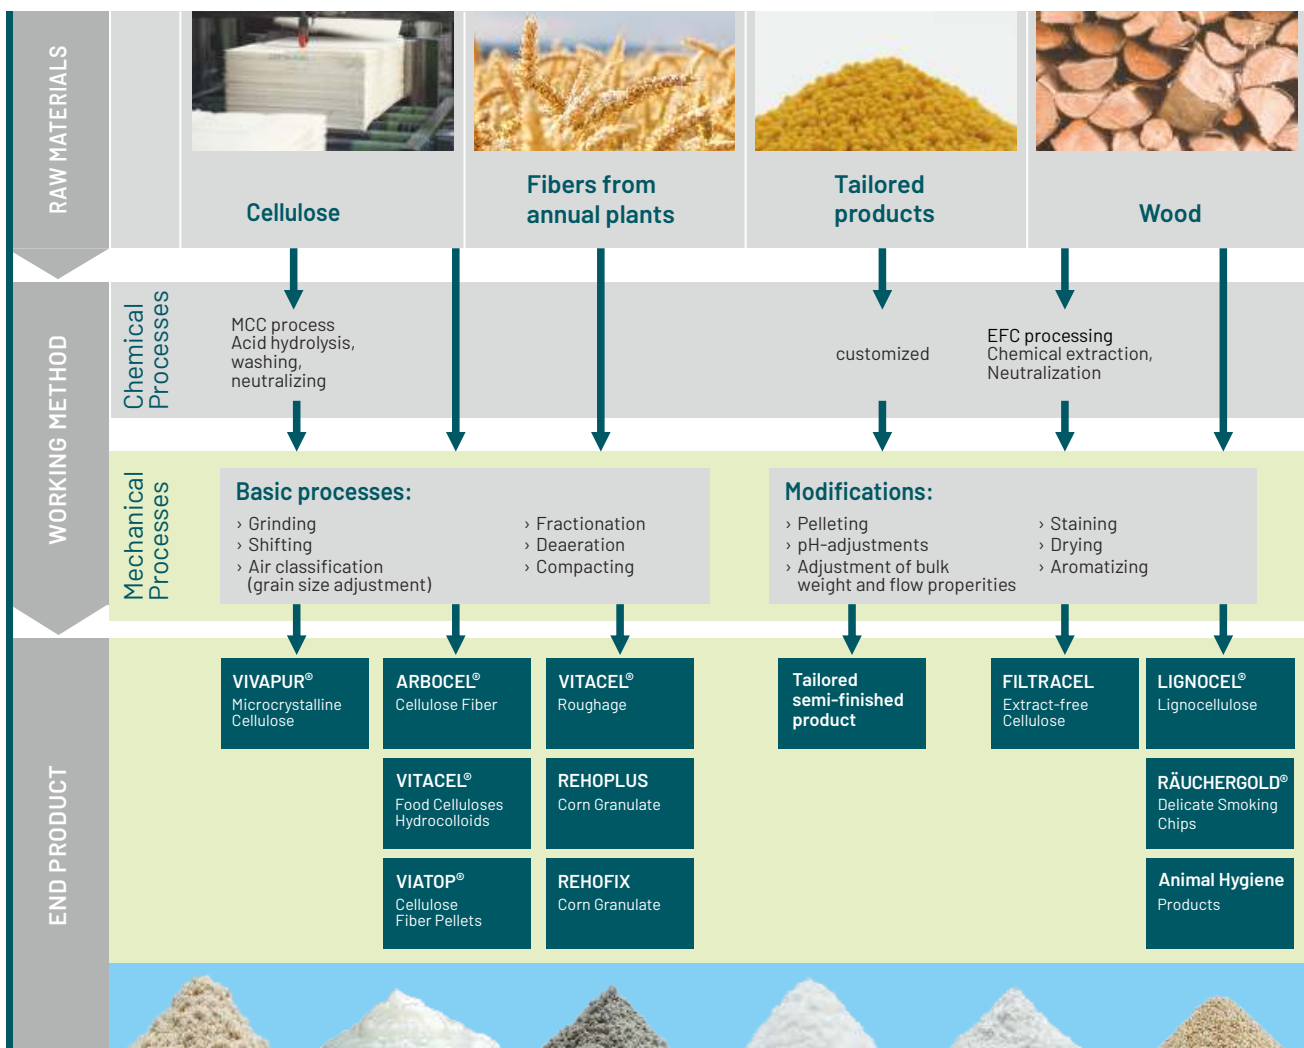 RAW MATERIALS
Cellulose
Fibers from
annual plants
Tailored
products
Wood
WORKING METHOD
Chemical
Processes
MCC process
Acid hydrolysis,
washing,
neutralizing
customized
EFC processing
Chemical extraction,
Neutralization
Mechanical
Processes
Basic processes:
› Grinding
› Shifting
› Air classification
(grain size adjustment)
› Fractionation
› Deaeration
› Compacting
Modifications:
› Pelleting
› pH-adjustments
› Adjustment of bulk
weight and flow properities
› Staining
› Drying
› Aromatizing
END PRODUCT
VIVAPUR®
Microcrystalline
Cellulose
ARBOCEL®
Cellulose Fiber
VITACEL®
Roughage
Tailored
semi-finished
product
FILTRACEL
Extract-free
Cellulose
LIGNOCEL®
Lignocellulose
VITACEL®
Food Celluloses
Hydrocolloids
REHOPLUS
Corn Granulate
RÄUCHERGOLD®
Delicate Smoking
Chips
VIATOP®
Cellulose
Fiber Pellets
REHOFIX
Corn Granulate
Animal Hygiene
Products